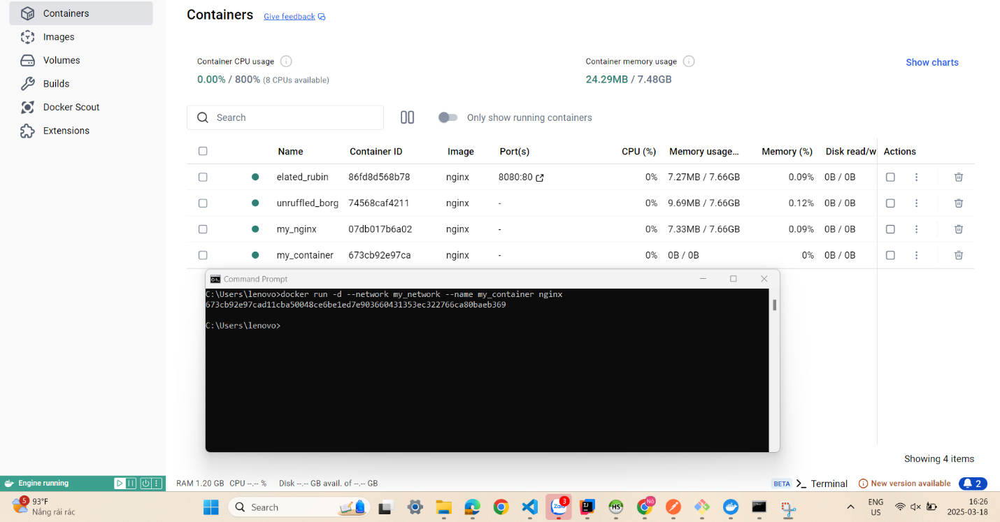 Containers
Images
Volumes
Builds
Docker Scout
Extensions
Containers Give feedback
Container CPU usage
0.00% / 800% (8 CPUs available)
Container memory usage
24.29MB / 7.48GB
Show charts
Search
Only show running containers
Name Container ID Image Port(s) CPU (%) Memory usage... Memory (%) Disk read/w Actions
elated_rubin 86fd8d568b78 nginx 8080:80 0% 7.27MB / 7.66GB 0.09% 0B / 0B
unruffled_borg 74568caf4211 nginx - 0% 9.69MB / 7.66GB 0.12% 0B / 0B
my_nginx 07db017b6a02 nginx - 0% 7.33MB / 7.66GB 0.09% 0B / 0B
my_container 673cb92e97ca nginx - 0% 0B / 0B 0% 0B / 0B
Command Prompt
C:\Users\lenovo>docker run -d --network my_network --name my_container nginx
673cb92e97cad11cba50048ce6be1ed7e903660431353ec322766ca80baeb369
C:\Users\lenovo>
Showing 4 items
Engine running
RAM 1.20 GB CPU --.-- % Disk --.-- GB avail. of --.-- GB
BETA Terminal New version available 2
5
93°F
Nắng rải rác
Search
Zalo
3
IJ
HS
Nô
ENG
US
16:26
2025-03-18